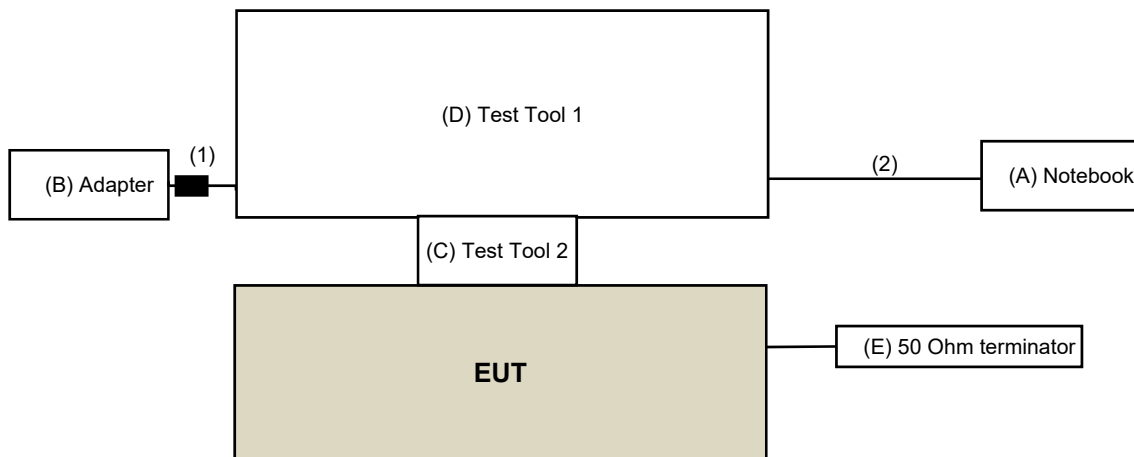 (D) Test Tool 1
(1)
(2)
(B) Adapter
(A) Notebook
(C) Test Tool 2
(E) 50 Ohm terminator
EUT